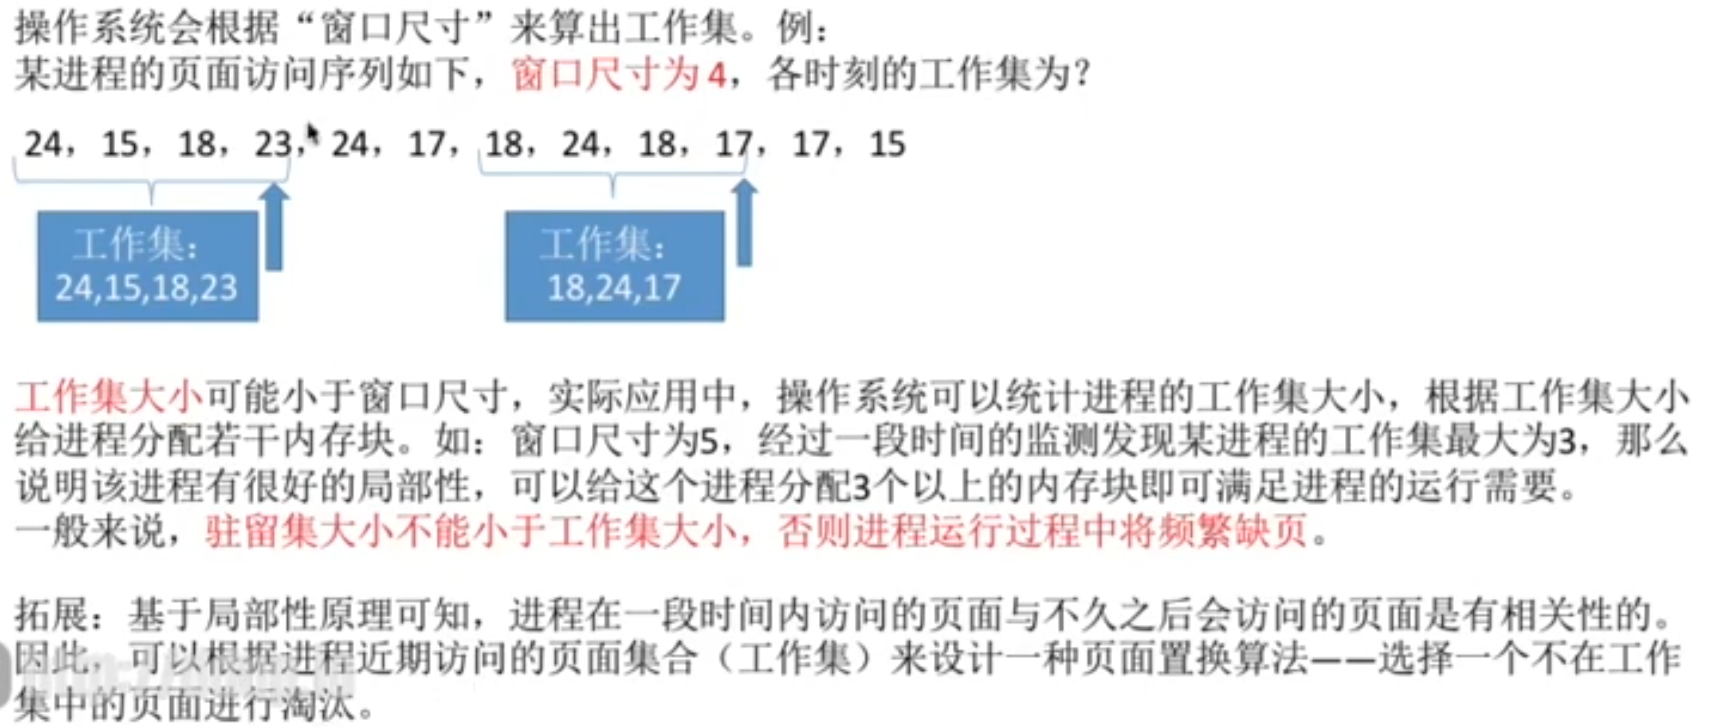 操作系统会根据“窗口尺寸”来算出工作集。例：
某进程的页面访问序列如下，窗口尺寸为 4，各时刻的工作集为？
24，15，18，23，24，17，18，24，18，17，17，15
工作集：
24,15,18,23
工作集：
18,24,17
工作集大小可能小于窗口尺寸，实际应用中，操作系统可以统计进程的工作集大小，根据工作集大小
给进程分配若干内存块。如：窗口尺寸为5，经过一段时间的监测发现某进程的工作集最大为3，那么
说明该进程有很好的局部性，可以给这个进程分配3个以上的内存块即可满足进程的运行需要。
一般来说，驻留集大小不能小于工作集大小，否则进程运行过程中将频繁缺页。
拓展：基于局部性原理可知，进程在一段时间内访问的页面与不久之后会访问的页面是有相关性的。
因此，可以根据进程近期访问的页面集合（工作集）来设计一种页面置换算法——选择一个不在工作
集中的页面进行淘汰。